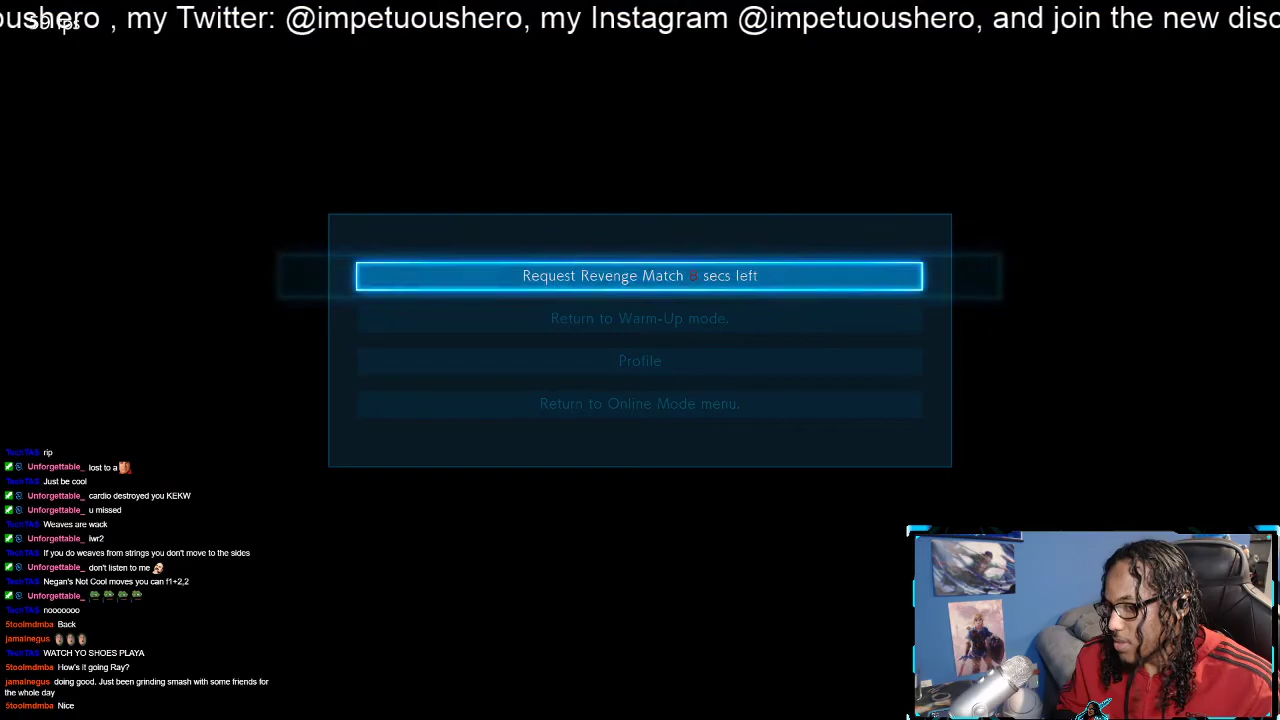 oushero , my Twitter: @impetuoushero, my Instagram @impetuoushero, and join the new disc
fps
Request Revenge Match secs left
Return to Warm-Up mode.
Profile
Return to Online Mode menu.
TechTAS rip
Unforgettable_ lost to a
TechTAS Just be cool
Unforgettable_ cardio destroyed you KEKW
Unforgettable_ u missed
TechTAS Weaves are wack
Unforgettable_ iwr2
TechTAS If you do weaves from strings you don't move to the sides
Unforgettable_ don't listen to me
TechTAS Negan's Not Cool moves you can f1+2,2
Unforgettable_
TechTAS nooooooo
5toolmdmba Back
jamainegus
TechTAS WATCH YO SHOES PLAYA
5toolmdmba How's it going Ray?
jamainegus doing good. Just been grinding smash with some friends for
the whole day
5toolmdmba Nice